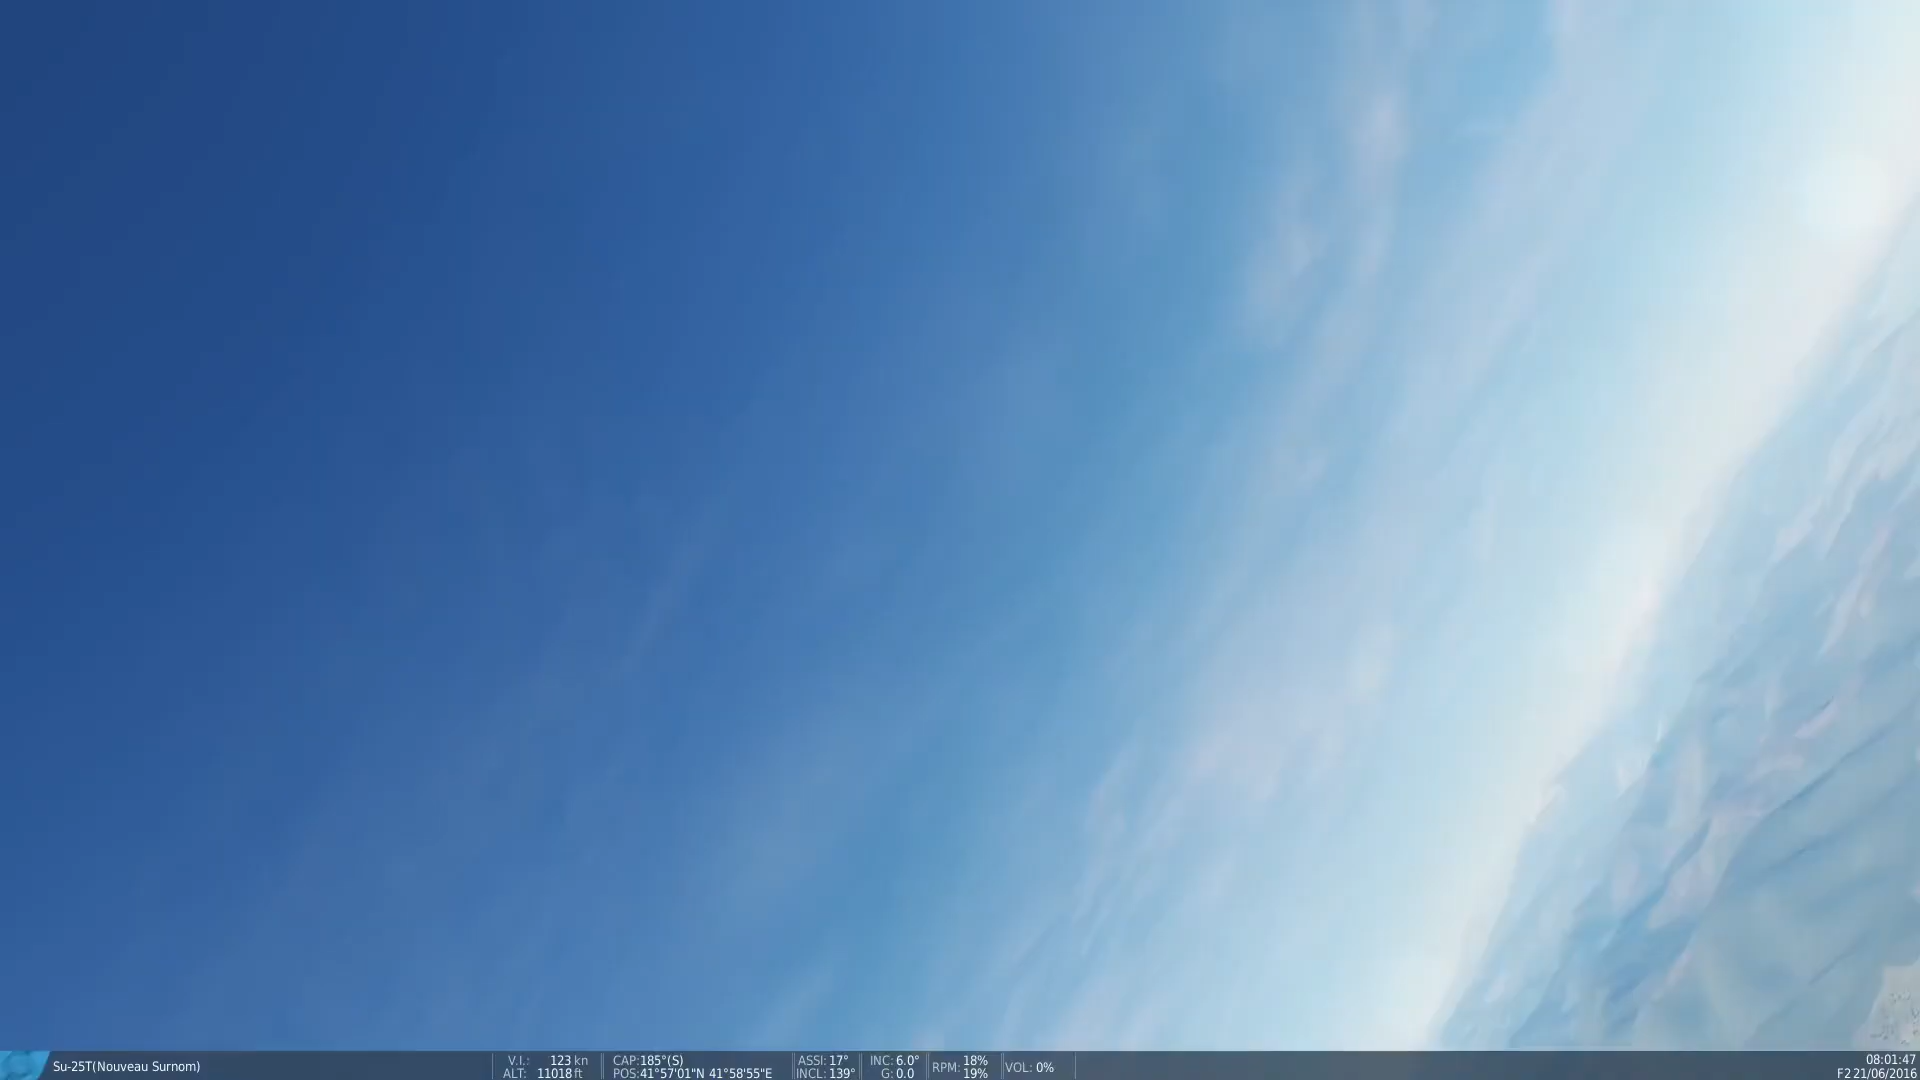 Su-25T(Nouveau Surnom)
V.I.: 123 kn
ALT: 11018 ft
CAP:185°(S)
POS:41°57'01"N 41°58'55"E
ASSI: 17°
INCL: 139°
INC: 6.0°
G: 0.0
RPM: 18%
19%
VOL: 0%
08:01:47
F2 21/06/2016